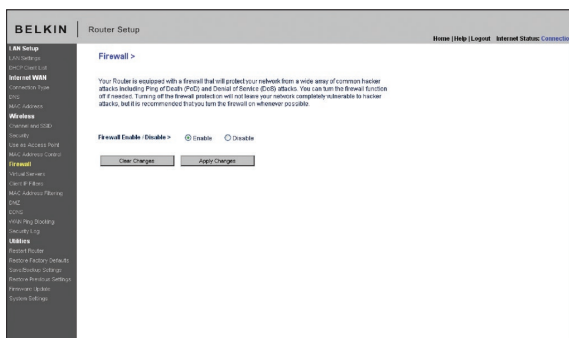 BELKIN
Router Setup
Home | Help | Logout Internet Status: Connection
LAN Setup
LAN Settings
DHCP Client List
Internet WAN
Connection Type
DNS
MAC Address
Wireless
Channel and SSID
Security
Use as Access Point
MAC Address Control
Firewall
Virtual Servers
Client IP Filters
MAC Address Filtering
DMZ
DDNS
WAN Ping Blocking
Security Log
Utilities
Restart Router
Restore Factory Defaults
Save/Backup Settings
Restore Previous Settings
Firmware Update
System Settings
Firewall >
Your Router is equipped with a firewall that will protect your network from a wide array of common hacker
attacks including Ping of Death (PoD) and Denial of Service (DoS) attacks. You can turn the firewall function
off if needed. Turning off the firewall protection will not leave your network completely vulnerable to hacker
attacks, but it is recommended that you turn the firewall on whenever possible.
Firewall Enable / Disable > Enable Disable
Clear Changes Apply Changes